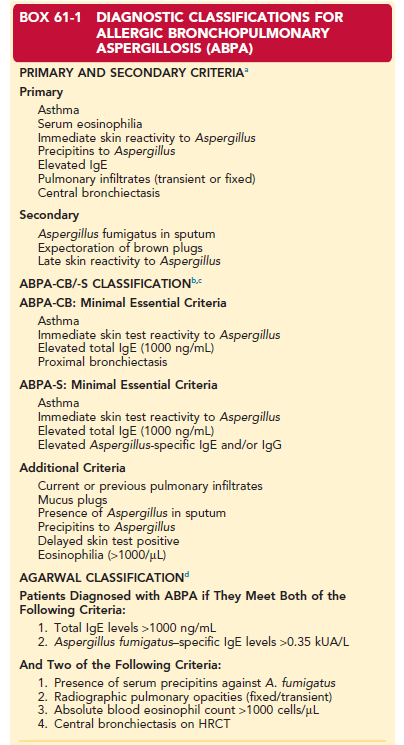 BOX 61-1 DIAGNOSTIC CLASSIFICATIONS FOR
ALLERGIC BRONCHOPULMONARY
ASPERGILLOSIS (ABPA)
PRIMARY AND SECONDARY CRITERIAᵃ
Primary
Asthma
Serum eosinophilia
Immediate skin reactivity to Aspergillus
Precipitins to Aspergillus
Elevated IgE
Pulmonary infiltrates (transient or fixed)
Central bronchiectasis
Secondary
Aspergillus fumigatus in sputum
Expectoration of brown plugs
Late skin reactivity to Aspergillus
ABPA-CB/-S CLASSIFICATIONᵇ,ᶜ
ABPA-CB: Minimal Essential Criteria
Asthma
Immediate skin test reactivity to Aspergillus
Elevated total IgE (1000 ng/mL)
Proximal bronchiectasis
ABPA-S: Minimal Essential Criteria
Asthma
Immediate skin test reactivity to Aspergillus
Elevated total IgE (1000 ng/mL)
Elevated Aspergillus-specific IgE and/or IgG
Additional Criteria
Current or previous pulmonary infiltrates
Mucus plugs
Presence of Aspergillus in sputum
Precipitins to Aspergillus
Delayed skin test positive
Eosinophilia (>1000/μL)
AGARWAL CLASSIFICATIONᵈ
Patients Diagnosed with ABPA if They Meet Both of the
Following Criteria:
1. Total IgE levels >1000 ng/mL
2. Aspergillus fumigatus–specific IgE levels >0.35 kUA/L
And Two of the Following Criteria:
1. Presence of serum precipitins against A. fumigatus
2. Radiographic pulmonary opacities (fixed/transient)
3. Absolute blood eosinophil count >1000 cells/μL
4. Central bronchiectasis on HRCT